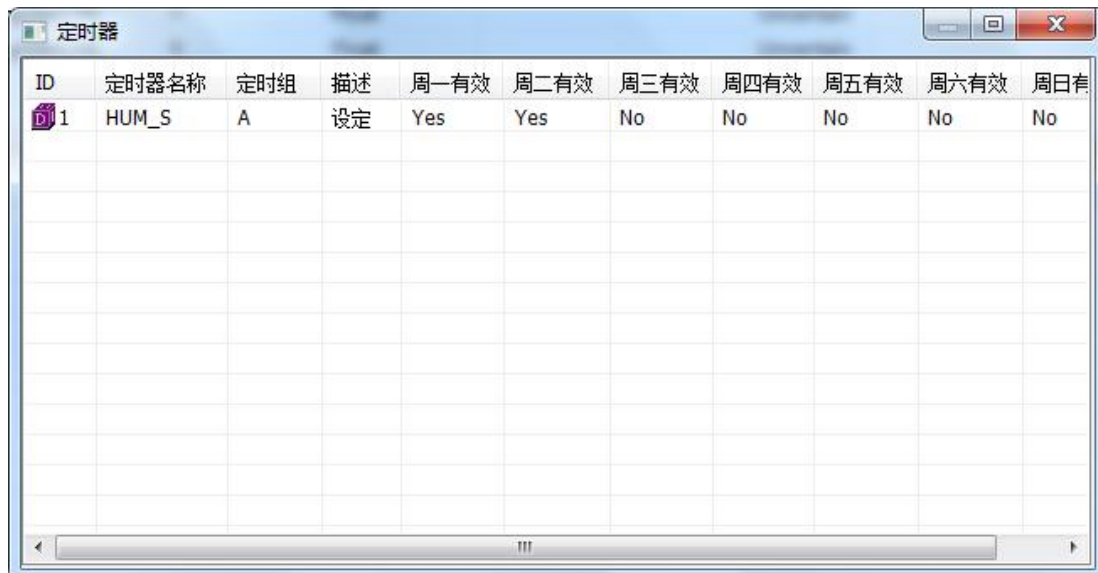 定时器
ID 定时器名称 定时组 描述 周一有效 周二有效 周三有效 周四有效 周五有效 周六有效 周日有
1 HUM_S A 设定 Yes Yes No No No No No